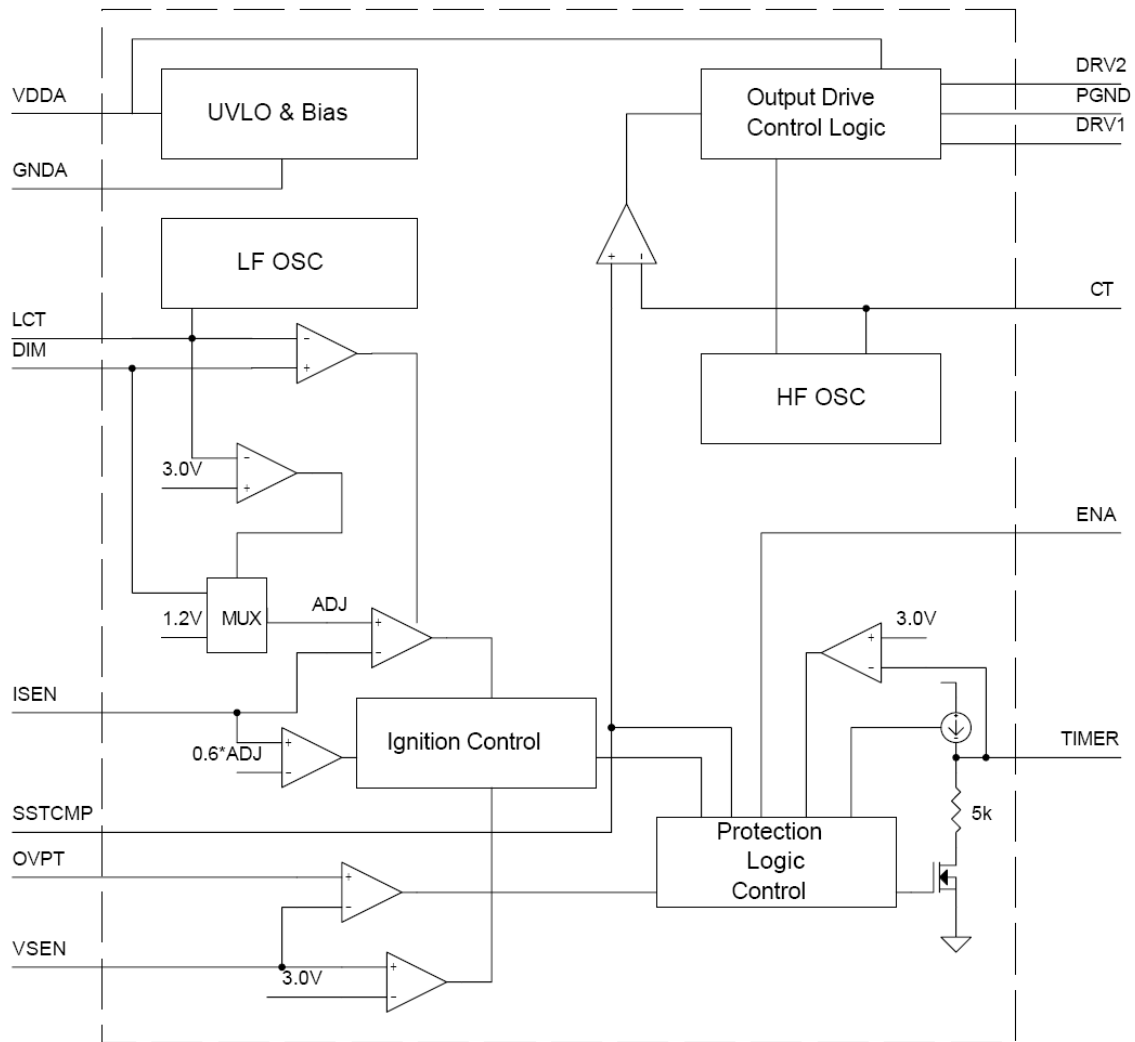 VDDA
UVLO & Bias
GNDA
Output Drive
Control Logic
DRV2
PGND
DRV1
LF OSC
+
-
CT
LCT
DIM
-
+
HF OSC
3.0V
-
+
ENA
1.2V
MUX
ADJ
+
-
3.0V
+
-
ISEN
0.6*ADJ
+
-
Ignition Control
TIMER
5k
SSTCMP
Protection
Logic
Control
OVPT
+
-
VSEN
3.0V
+
-